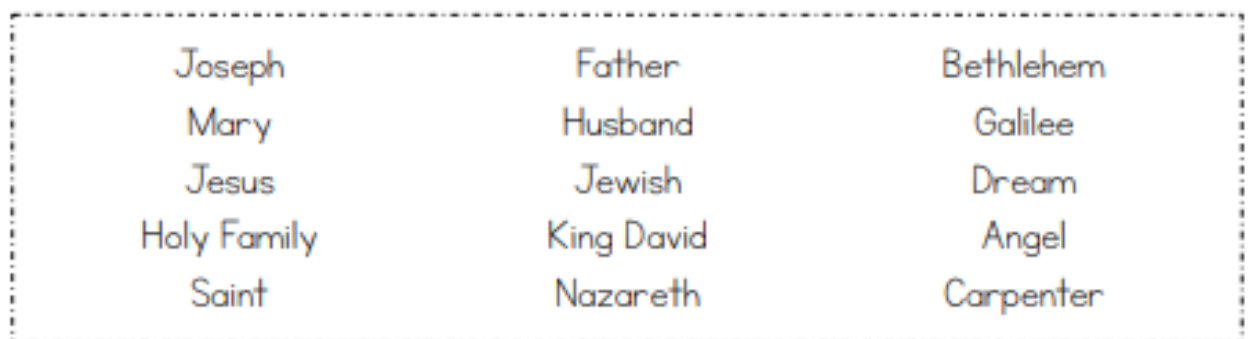 Joseph Father Bethlehem
Mary Husband Galilee
Jesus Jewish Dream
Holy Family King David Angel
Saint Nazareth Carpenter